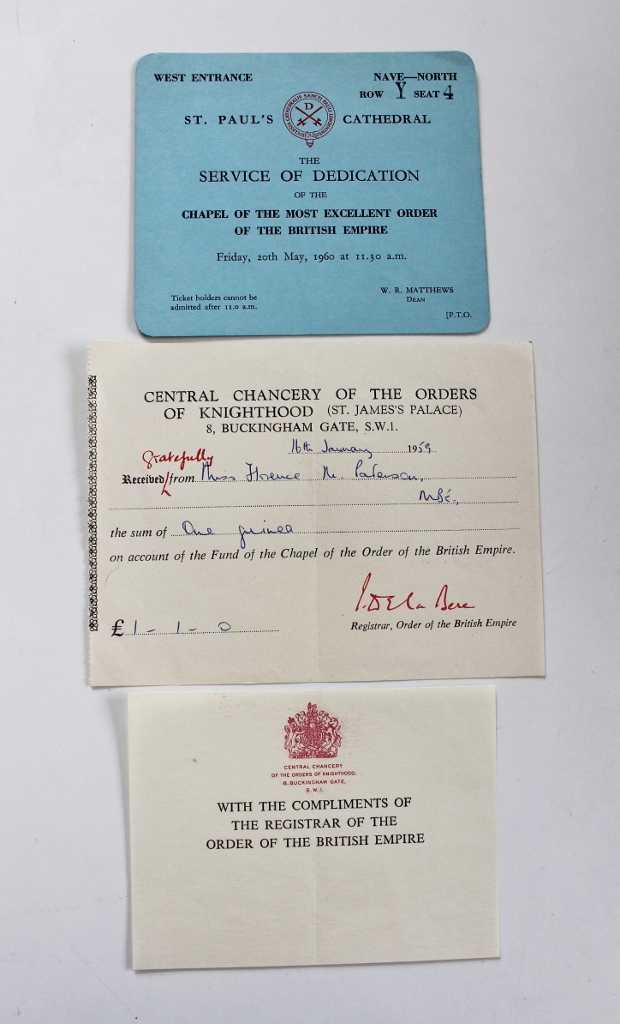 WEST ENTRANCE NAVE—NORTH
ROW Y SEAT 4
ST. PAUL'S CATHEDRAL
D
THE
SERVICE OF DEDICATION
OF THE
CHAPEL OF THE MOST EXCELLENT ORDER
OF THE BRITISH EMPIRE
Friday, 20th May, 1960 at 11.30 a.m.
W. R. MATTHEWS
DEAN
Ticket holders cannot be
admitted after 11.0 a.m.
[P.T.O.
CENTRAL CHANCERY OF THE ORDERS
OF KNIGHTHOOD (ST. JAMES'S PALACE)
8, BUCKINGHAM GATE, S.W.1.
16th January 1959
Gratefully
Received from Miss Florence M. Paterson,
MBE.,
the sum of One guinea
on account of the Fund of the Chapel of the Order of the British Empire.
I DE la Bere
£ 1 - 1 - 0
Registrar, Order of the British Empire
CENTRAL CHANCERY
OF THE ORDERS OF KNIGHTHOOD,
8, BUCKINGHAM GATE,
S.W.1.
WITH THE COMPLIMENTS OF
THE REGISTRAR OF THE
ORDER OF THE BRITISH EMPIRE